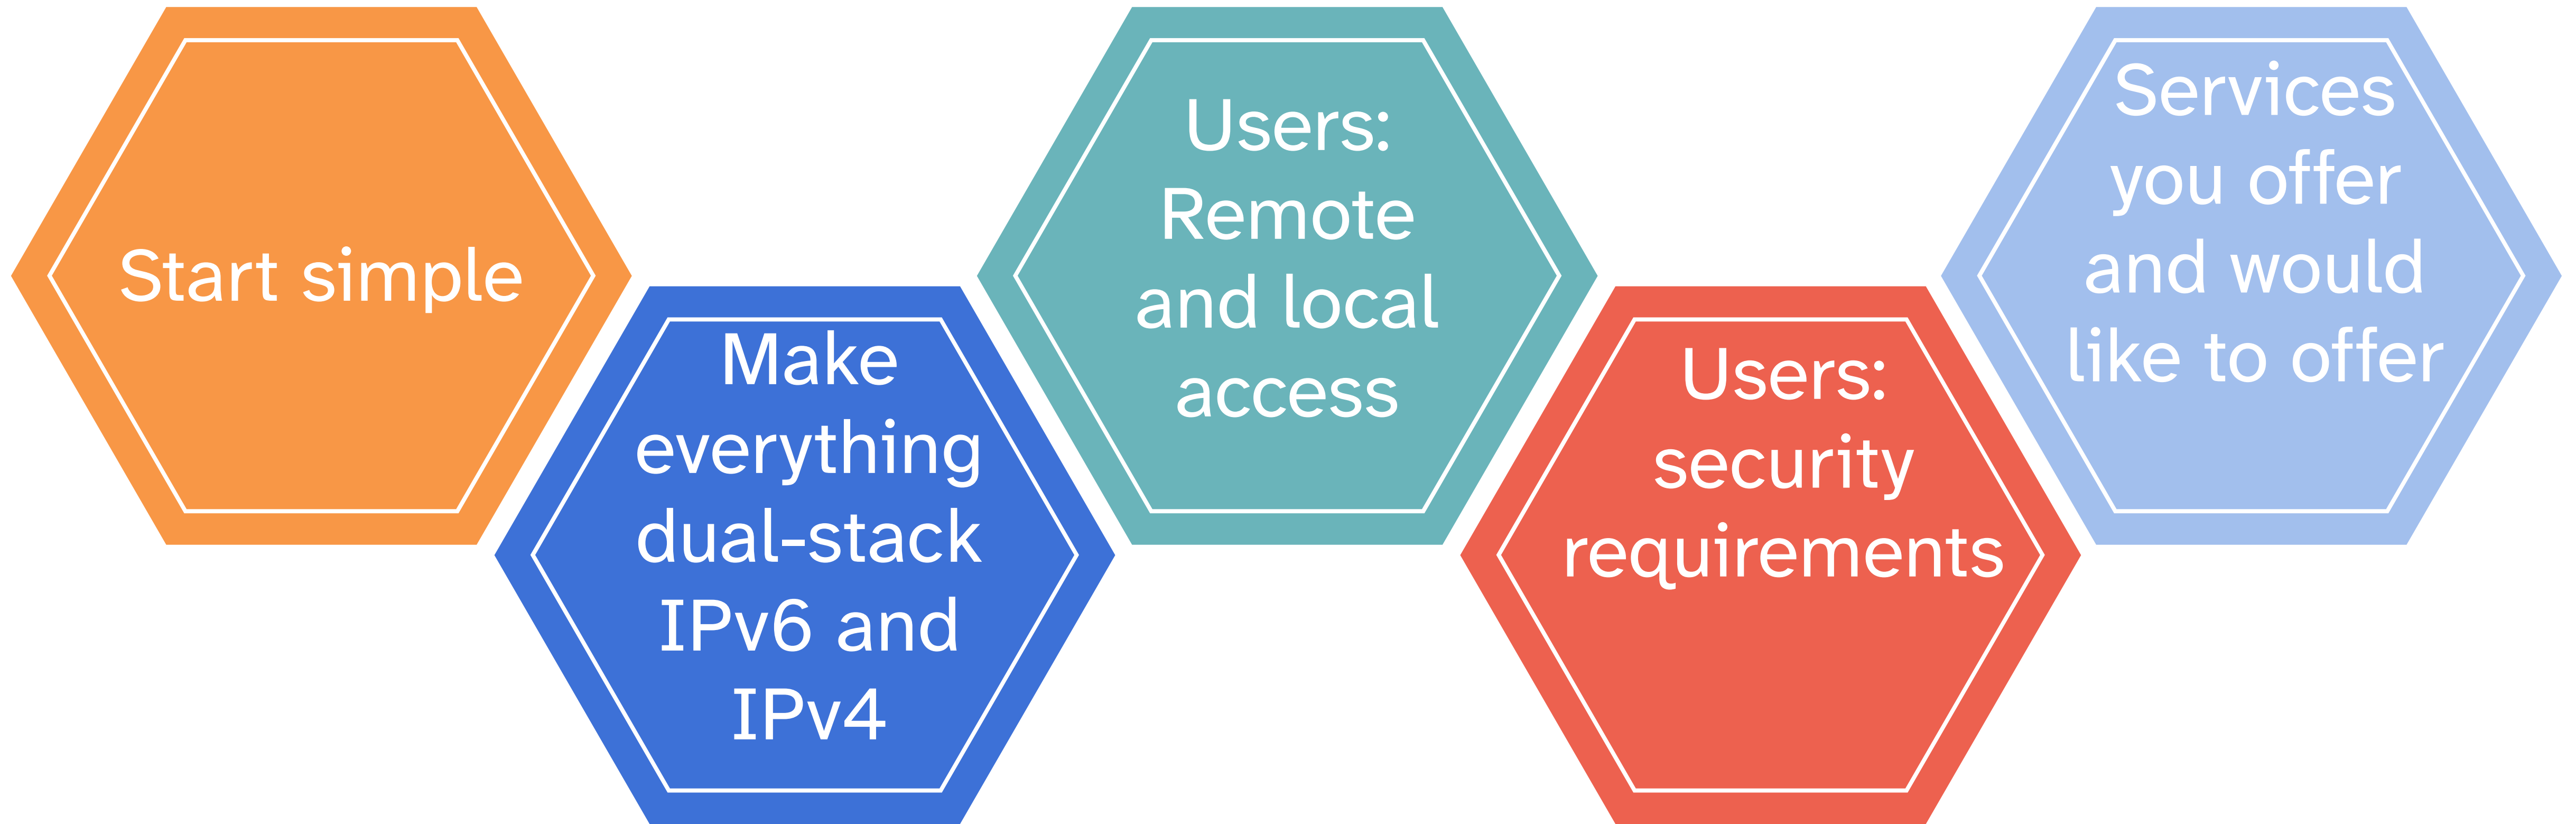 Start simple
Make
everything
dual-stack
IPv6 and
IPv4
Users:
Remote
and local
access
Users:
security
requirements
Services
you offer
and would
like to offer